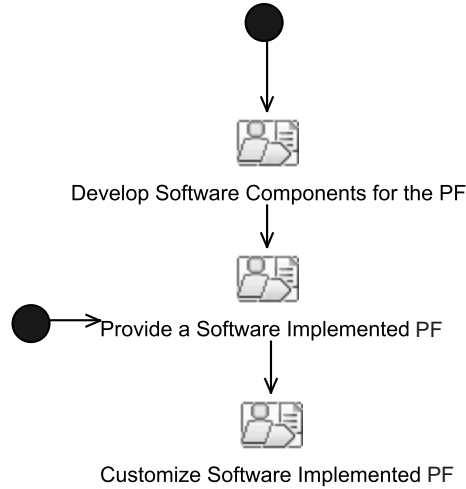 Develop Software Components for the PF
Provide a Software Implemented PF
Customize Software Implemented PF